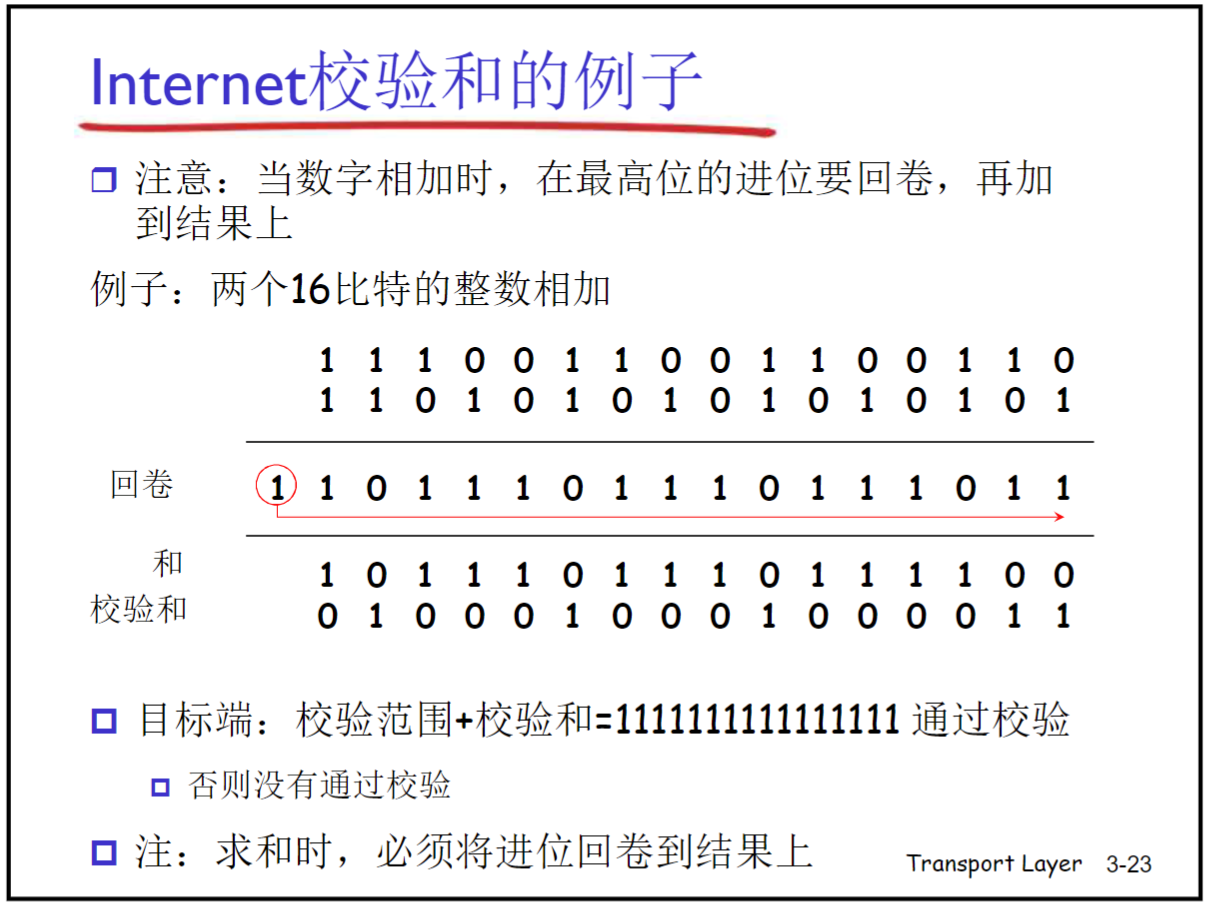 Internet校验和的例子
注意：当数字相加时，在最高位的进位要回卷，再加
到结果上
例子：两个16比特的整数相加
1 1 1 0 0 1 1 0 0 1 1 0 0 1 1 0
1 1 0 1 0 1 0 1 0 1 0 1 0 1 0 1
回卷 1 1 0 1 1 1 0 1 1 1 0 1 1 1 0 1 1
和 1 0 1 1 1 0 1 1 1 0 1 1 1 1 0 0
校验和 0 1 0 0 0 1 0 0 0 1 0 0 0 0 1 1
目标端：校验范围+校验和=1111111111111111 通过校验
否则没有通过校验
注：求和时，必须将进位回卷到结果上
Transport Layer 3-23